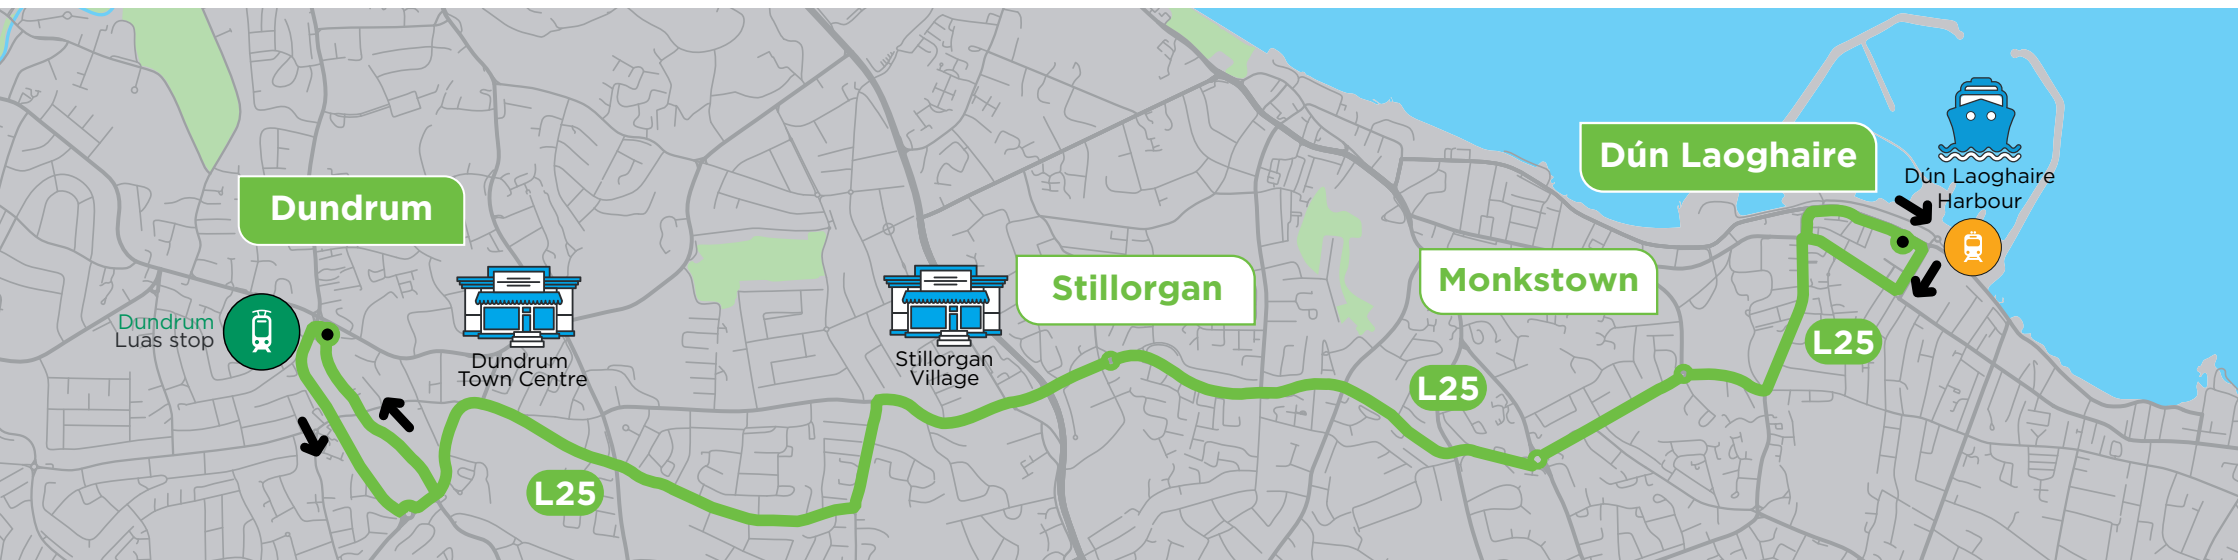 Dundrum
Dundrum
Luas stop
Dundrum
Town Centre
L25
Stillorgan
Village
Stillorgan
Monkstown
L25
Dún Laoghaire
Dún Laoghaire
Harbour
L25